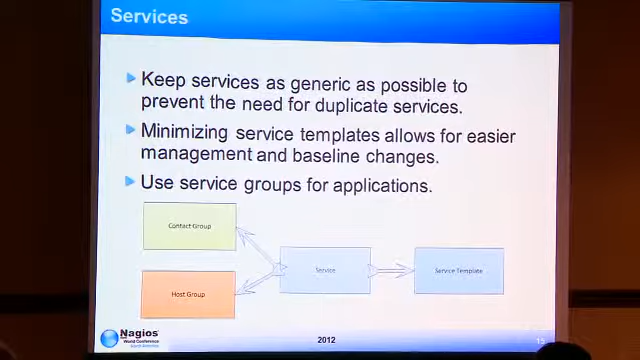 Services
Keep services as generic as possible to
prevent the need for duplicate services.
Minimizing service templates allows for easier
management and baseline changes.
Use service groups for applications.
Contact Group
Service
Service Template
Host Group
Nagios
World Conference
2012
15